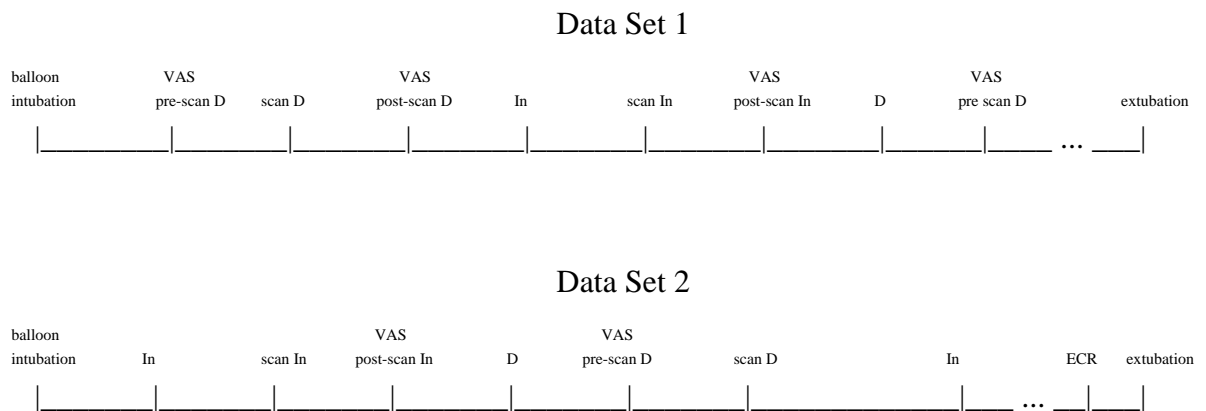 Data Set 1
balloon VAS VAS VAS VAS
intubation pre-scan D scan D post-scan D In scan In post-scan In D pre scan D extubation
...
Data Set 2
balloon VAS VAS
intubation In scan In post-scan In D pre-scan D scan D In ECR extubation
...